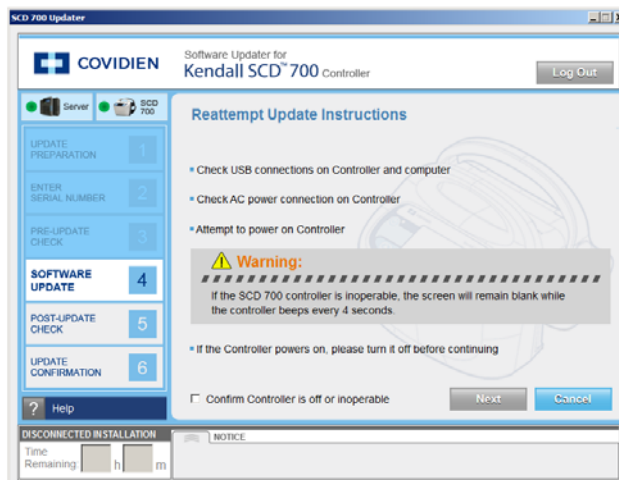 SCD 700 Updater
COVIDIEN
Software Updater for
Kendall SCD™ 700 Controller
Log Out
Server
SCD
700
UPDATE
PREPARATION
1
ENTER
SERIAL NUMBER
2
PRE-UPDATE
CHECK
3
SOFTWARE
UPDATE
4
POST-UPDATE
CHECK
5
UPDATE
CONFIRMATION
6
? Help
Reattempt Update Instructions
Check USB connections on Controller and computer
Check AC power connection on Controller
Attempt to power on Controller
Warning:
If the SCD 700 controller is inoperable, the screen will remain blank while
the controller beeps every 4 seconds.
If the Controller powers on, please turn it off before continuing
Confirm Controller is off or inoperable
Next
Cancel
DISCONNECTED INSTALLATION
Time
Remaining: h m
NOTICE